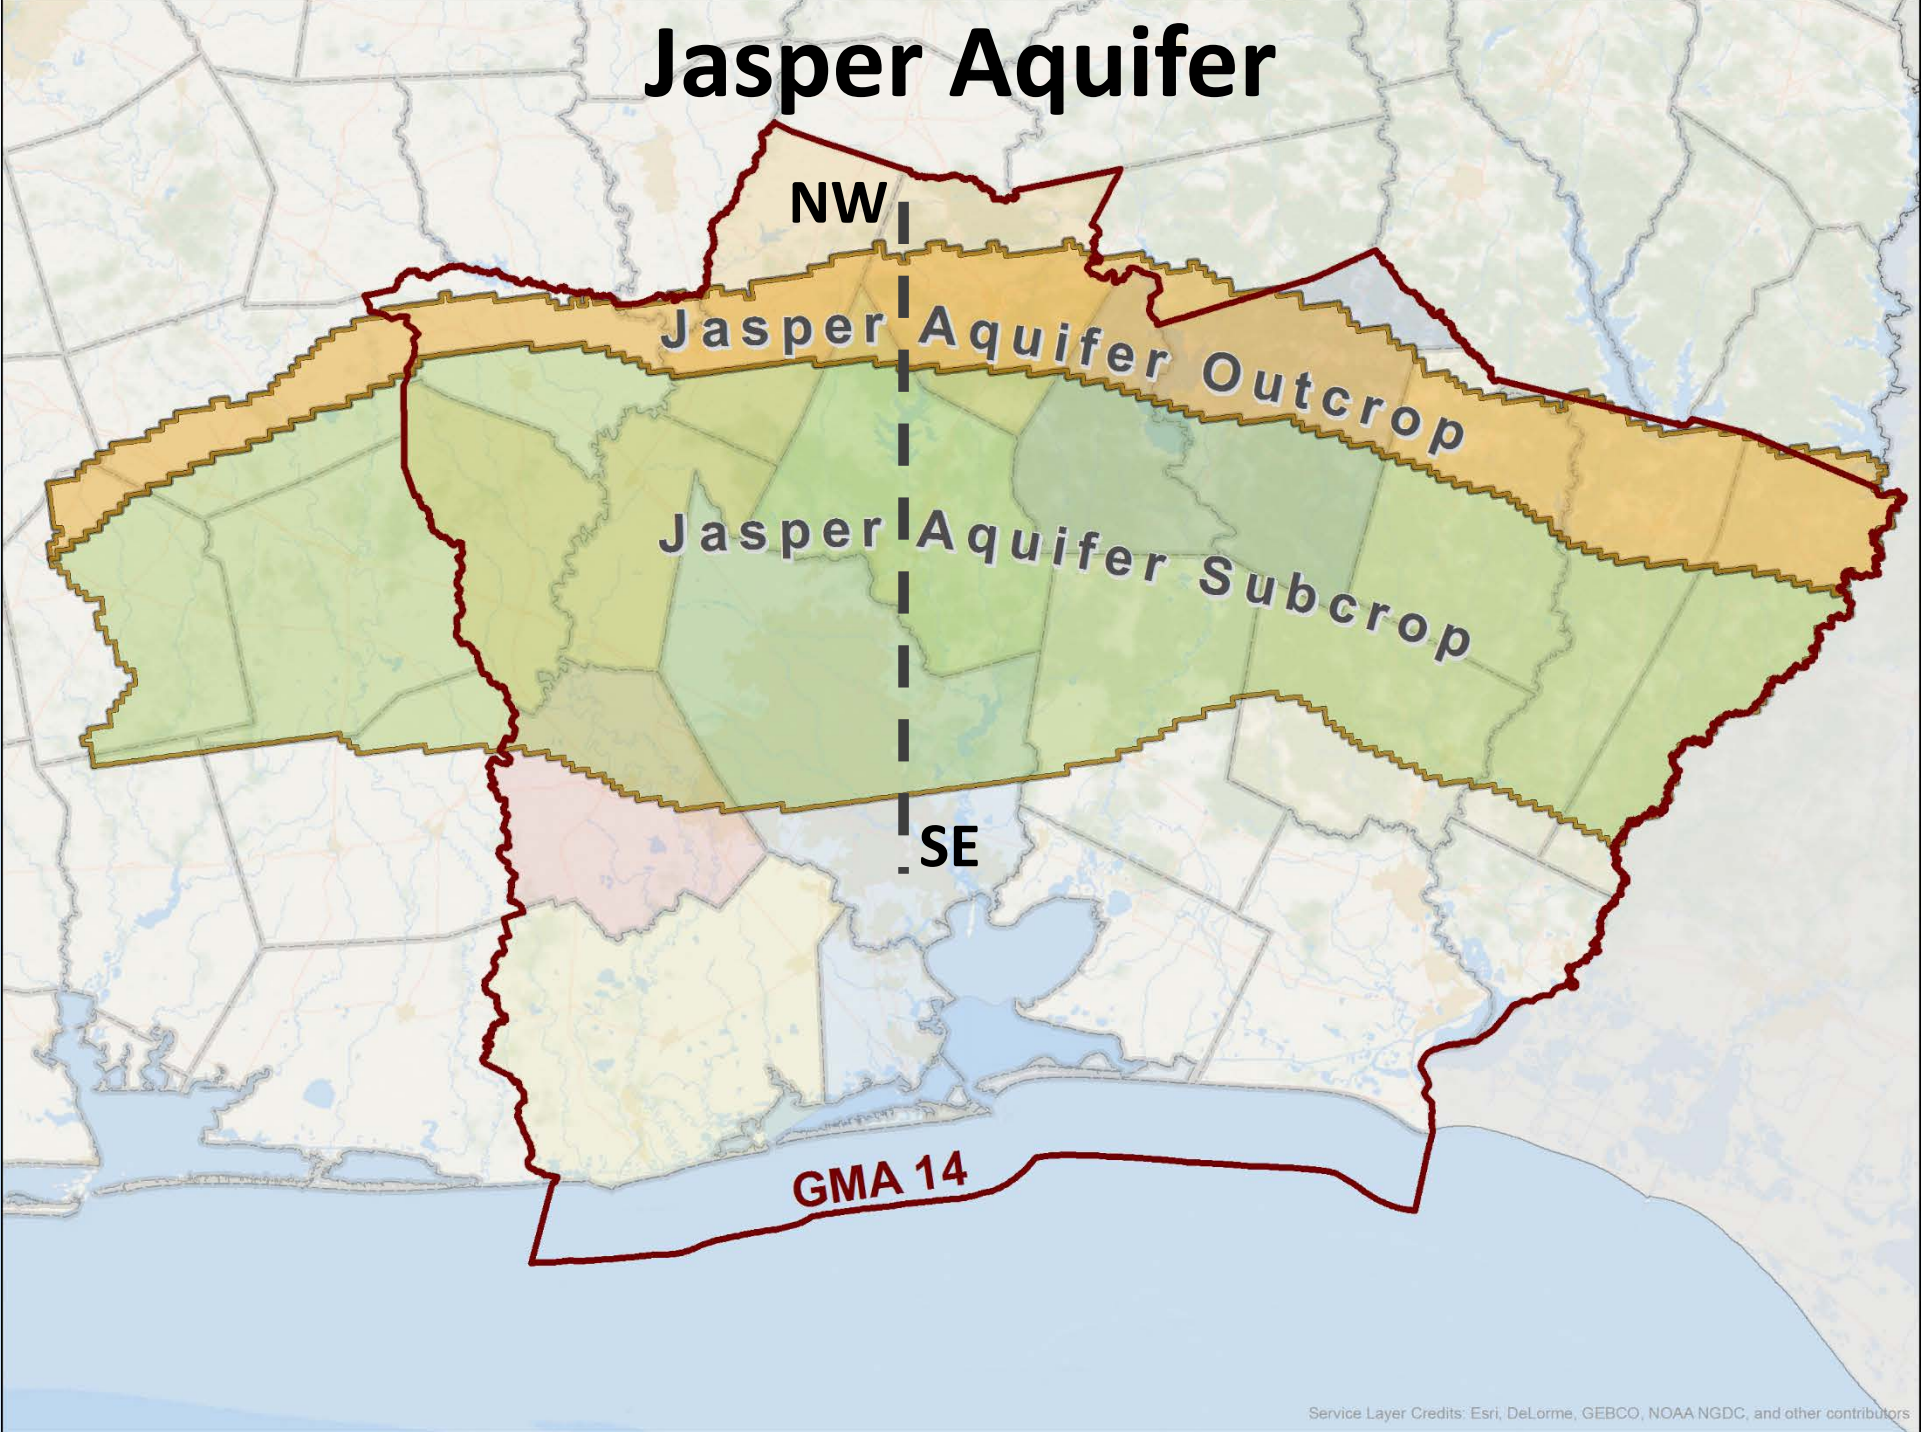 Jasper Aquifer
NW
Jasper Aquifer Outcrop
Jasper Aquifer Subcrop
SE
GMA 14
Service Layer Credits: Esri, DeLorme, GEBCO, NOAA NGDC, and other contributors